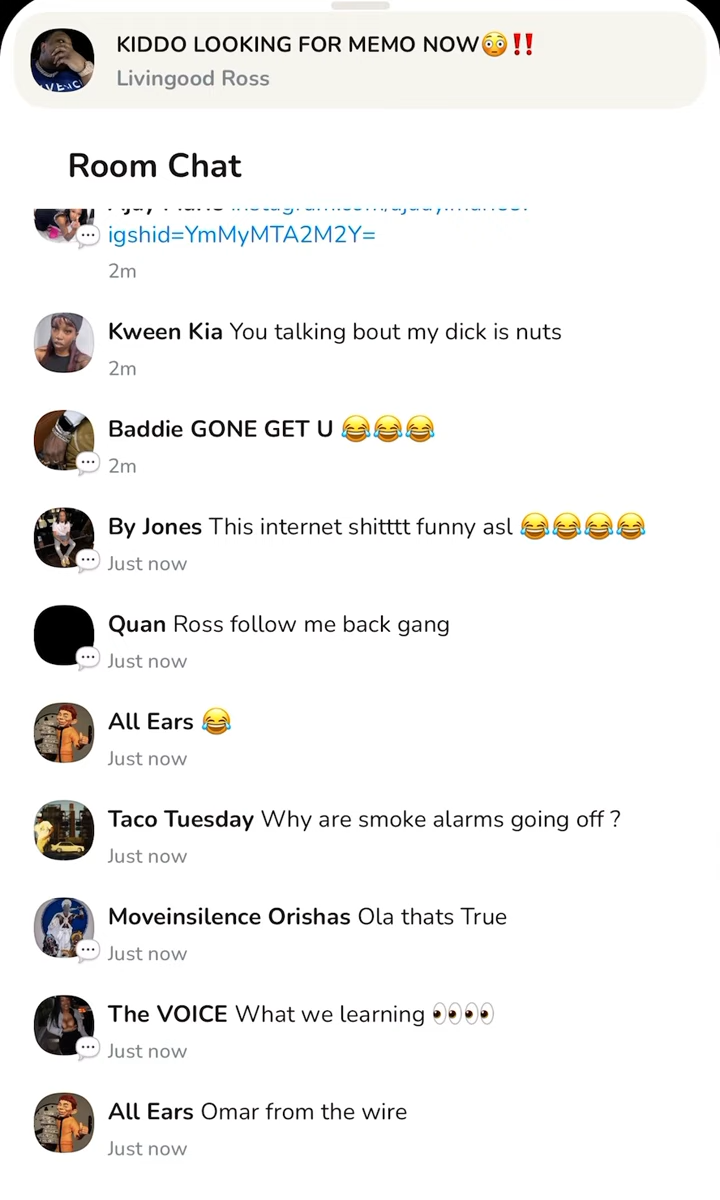 KIDDO LOOKING FOR MEMO NOW😳‼️
Livingood Ross
Room Chat
igshid=YmMyMTA2M2Y=
2m
Kween Kia You talking bout my dick is nuts
2m
Baddie GONE GET U 😂😂😂
2m
By Jones This internet shitttt funny asl 😂😂😂😂
Just now
Quan Ross follow me back gang
Just now
All Ears 😂
Just now
Taco Tuesday Why are smoke alarms going off ?
Just now
Moveinsilence Orishas Ola thats True
Just now
The VOICE What we learning 👀👀
Just now
All Ears Omar from the wire
Just now